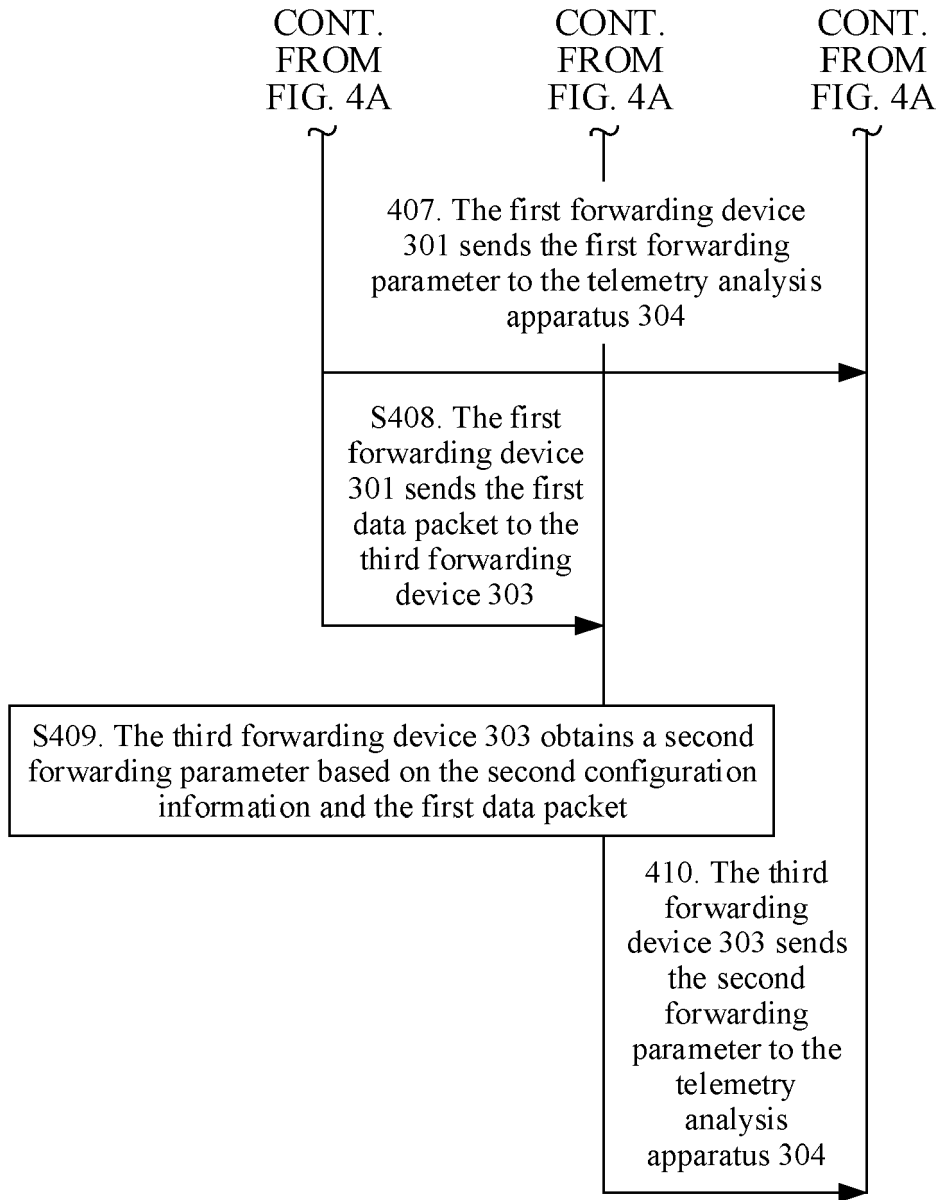 CONT.
FROM
FIG. 4A
CONT.
FROM
FIG. 4A
CONT.
FROM
FIG. 4A
407. The first forwarding device
301 sends the first forwarding
parameter to the telemetry analysis
apparatus 304
S408. The first
forwarding device
301 sends the first
data packet to the
third forwarding
device 303
S409. The third forwarding device 303 obtains a second
forwarding parameter based on the second configuration
information and the first data packet
410. The third
forwarding
device 303 sends
the second
forwarding
parameter to the
telemetry
analysis
apparatus 304